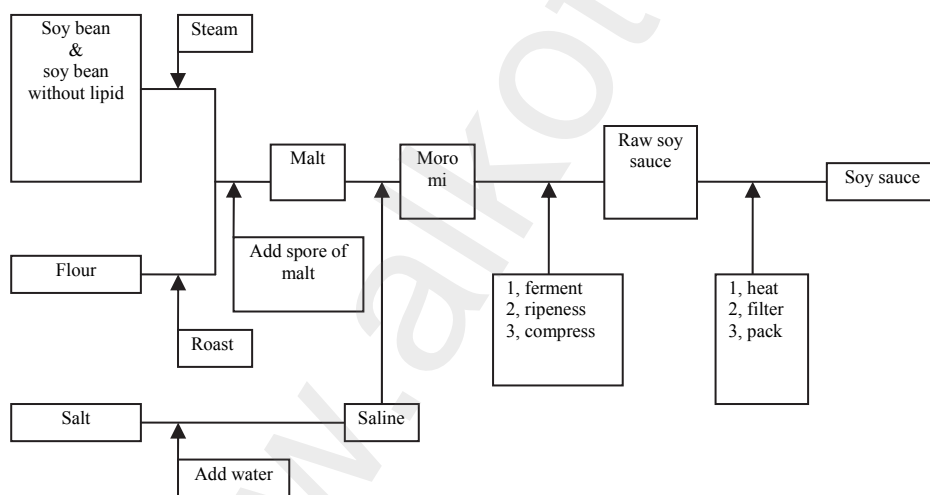 Soy bean
&
soy bean
without lipid
Steam
Flour
Roast
Add spore of
malt
Malt
Moro
mi
Salt
Add water
Saline
1, ferment
2, ripeness
3, compress
Raw soy
sauce
1, heat
2, filter
3, pack
Soy sauce
w.alkot